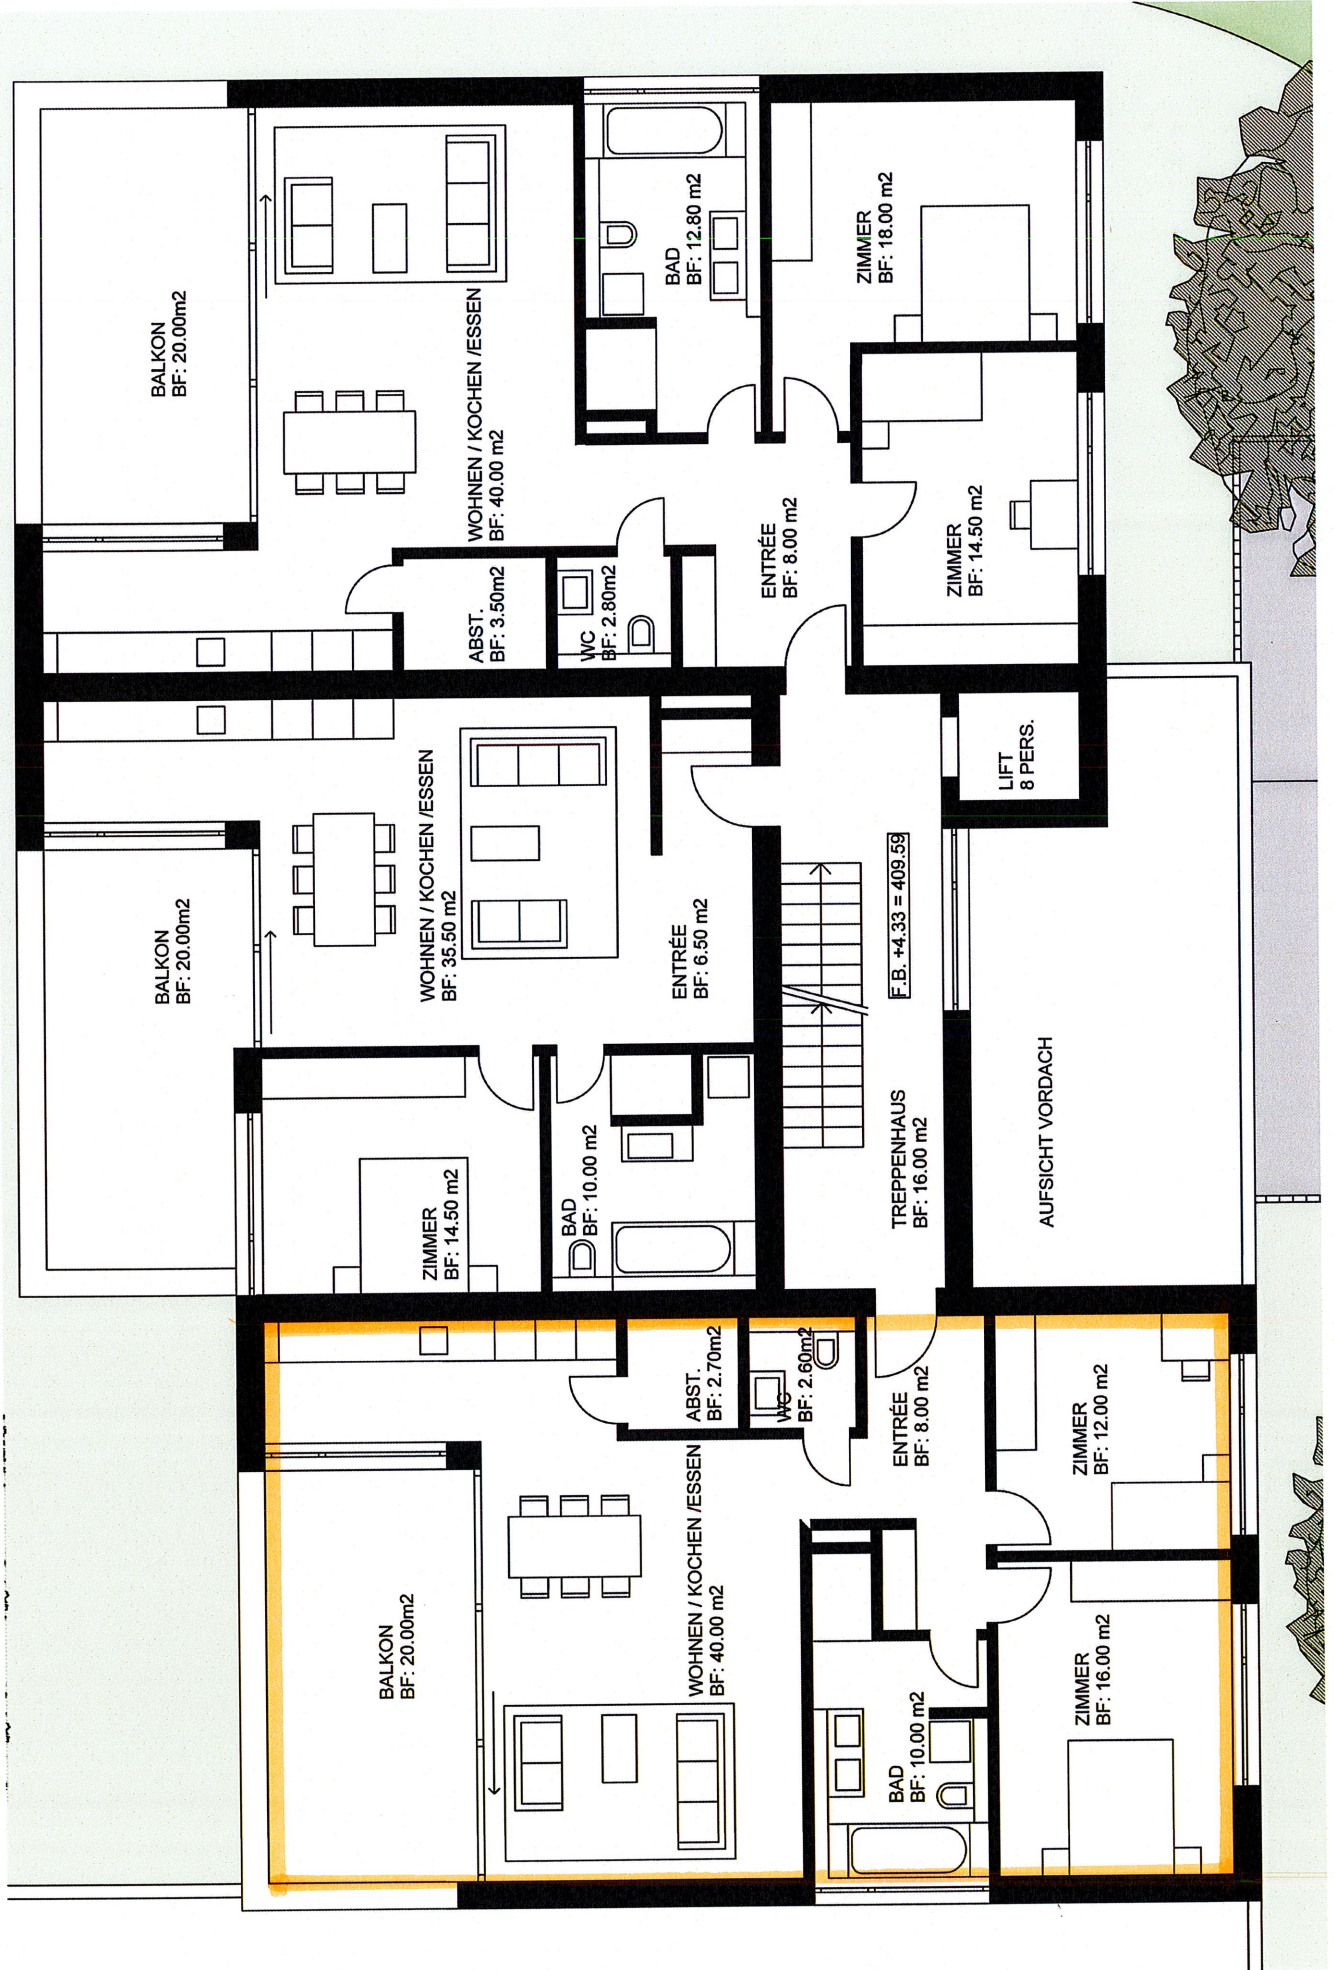 BALKON
BF: 20.00m2
WOHNEN / KOCHEN /ESSEN
BF: 40.00 m2
BAD
BF: 12.80 m2
ZIMMER
BF: 18.00 m2
ZIMMER
BF: 14.50 m2
ENTRÉE
BF: 8.00 m2
ABST.
BF: 3.50m2
WC
BF: 2.80m2
BALKON
BF: 20.00m2
WOHNEN / KOCHEN /ESSEN
BF: 35.50 m2
ENTRÉE
BF: 6.50 m2
ZIMMER
BF: 14.50 m2
BAD
BF: 10.00 m2
LIFT
8 PERS.
F.B. +4.33 = 409.59
TREPPENHAUS
BF: 16.00 m2
AUFSICHT VORDACH
BALKON
BF: 20.00m2
WOHNEN / KOCHEN /ESSEN
BF: 40.00 m2
ABST.
BF: 2.70m2
WC
BF: 2.60m2
ENTRÉE
BF: 8.00 m2
ZIMMER
BF: 12.00 m2
ZIMMER
BF: 16.00 m2
BAD
BF: 10.00 m2